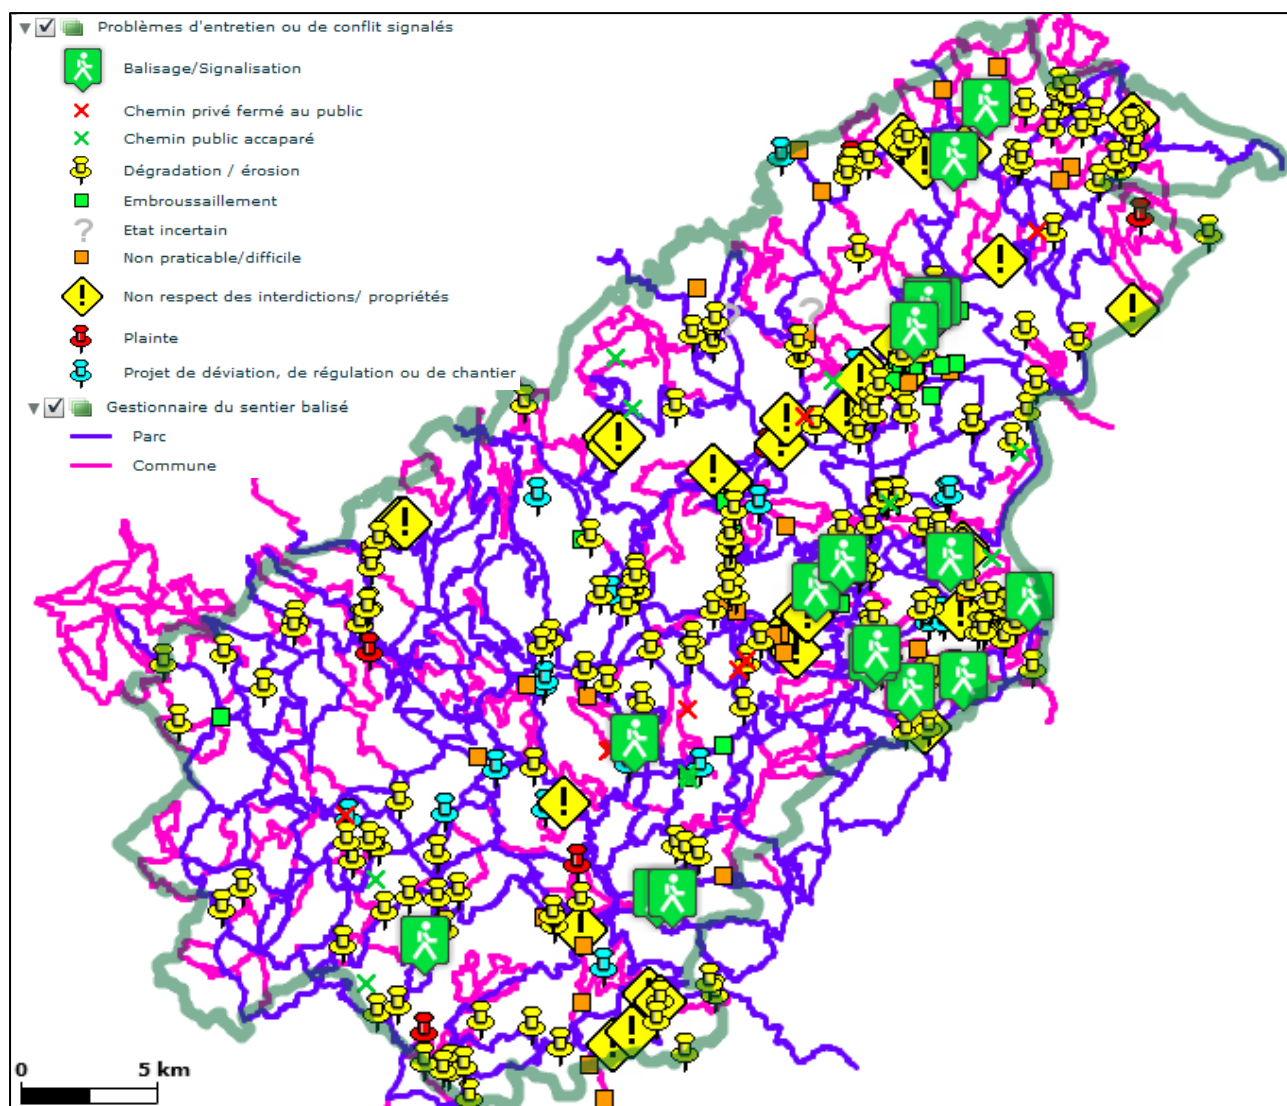 Problèmes d'entretien ou de conflit signalés
Balisage/Signalisation
Chemin privé fermé au public
Chemin public accaparé
Dégradation / érosion
Embroussaillement
? Etat incertain
Non praticable/difficile
! Non respect des interdictions/ propriétés
Plainte
Projet de déviation, de régulation ou de chantier
Gestionnaire du sentier balisé
Parc
Commune
0 5 km